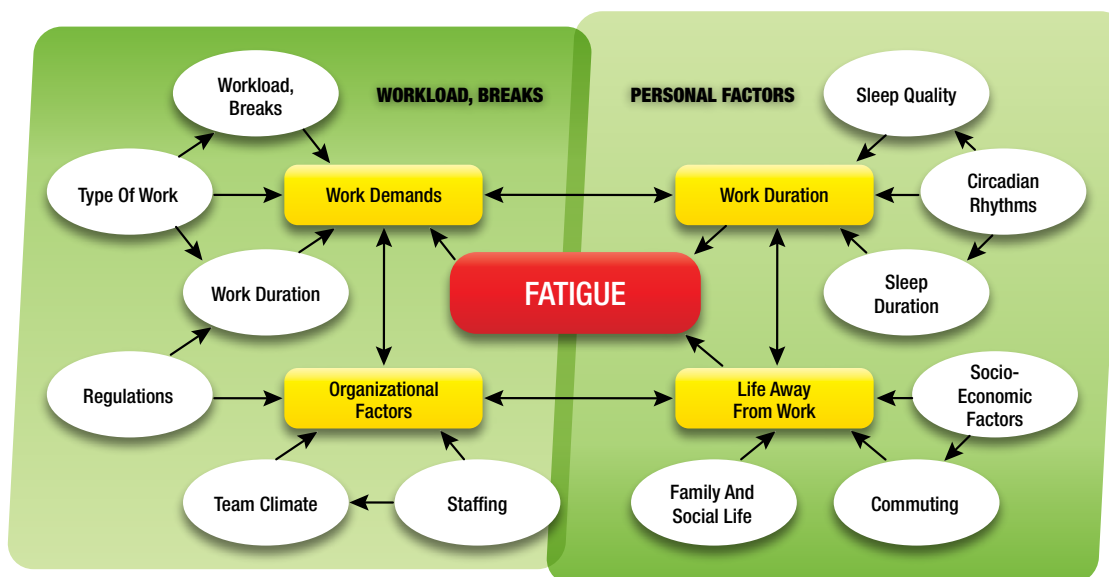 Workload,
Breaks
WORKLOAD, BREAKS
PERSONAL FACTORS
Sleep Quality
Type Of Work
Work Demands
Work Duration
Circadian
Rhythms
Work Duration
FATIGUE
Sleep
Duration
Regulations
Organizational
Factors
Life Away
From Work
Socio-
Economic
Factors
Team Climate
Staffing
Family And
Social Life
Commuting